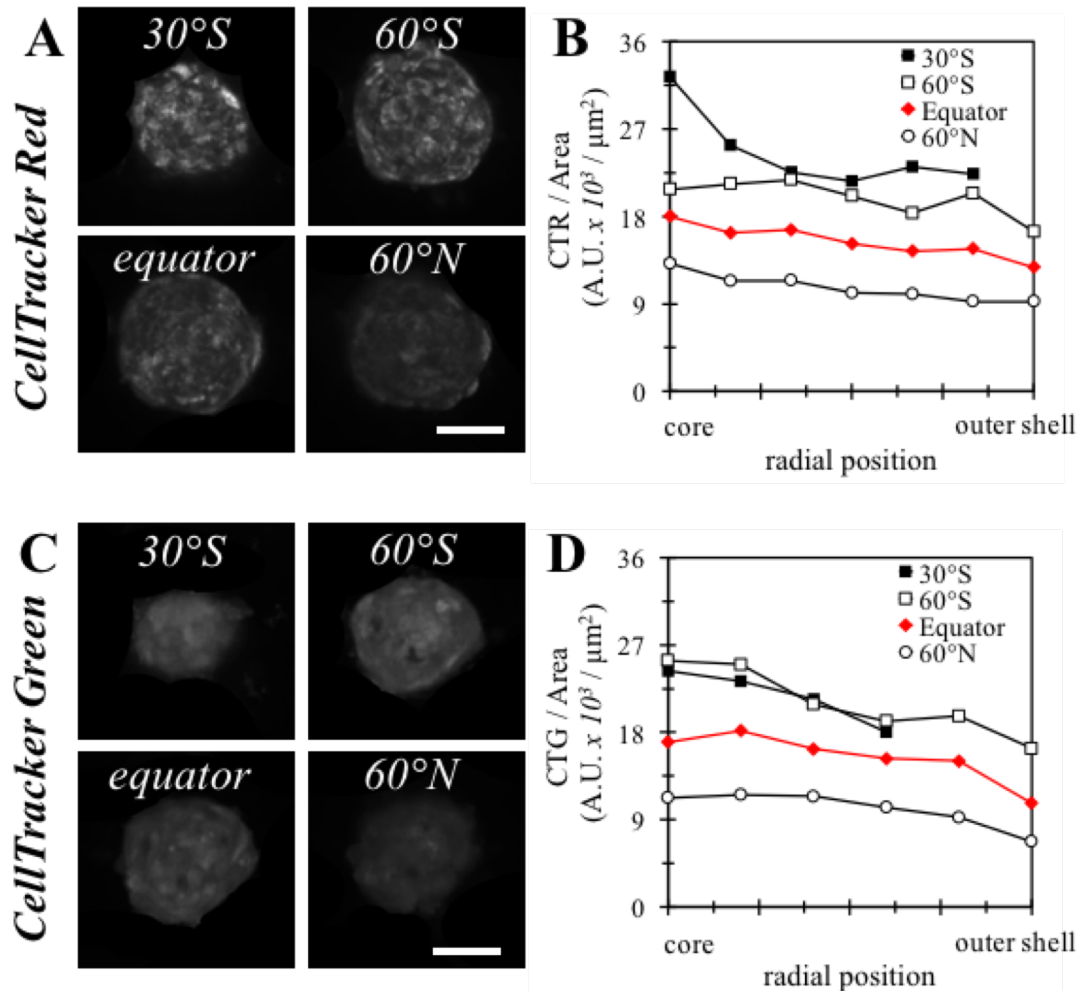 A
CellTracker Red
30°S
60°S
equator
60°N
B
36
27
18
9
0
CTR / Area
(A.U. x 10³ / µm²)
30°S
60°S
Equator
60°N
core
outer shell
radial position
C
CellTracker Green
30°S
60°S
equator
60°N
D
36
27
18
9
0
CTG / Area
(A.U. x 10³ / µm²)
30°S
60°S
Equator
60°N
core
outer shell
radial position